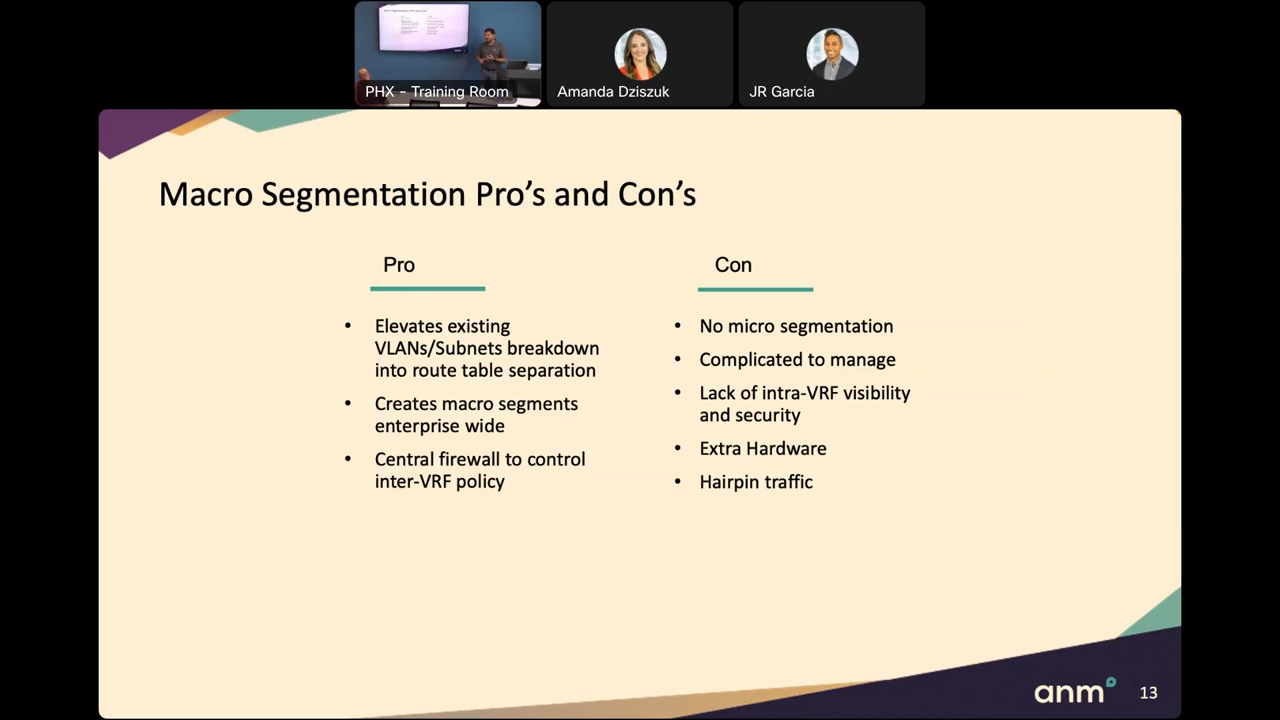 PHX - Training Room
Amanda Dziszuk
JR Garcia
Macro Segmentation Pro’s and Con’s
Pro
• Elevates existing
VLANs/Subnets breakdown
into route table separation
• Creates macro segments
enterprise wide
• Central firewall to control
inter-VRF policy
Con
• No micro segmentation
• Complicated to manage
• Lack of intra-VRF visibility
and security
• Extra Hardware
• Hairpin traffic
anm
13